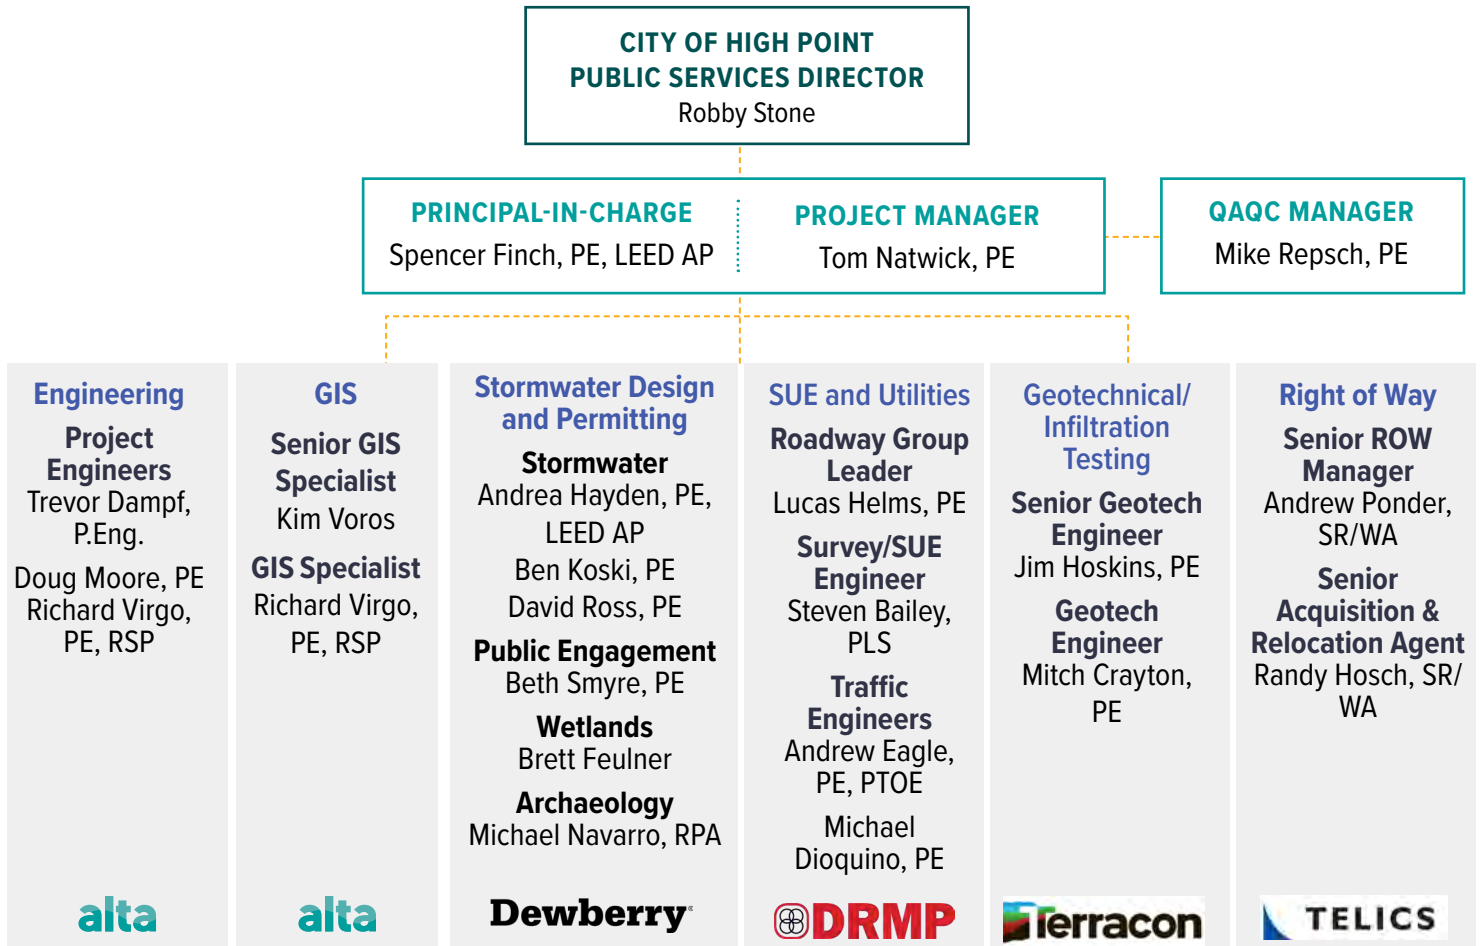 CITY OF HIGH POINT
PUBLIC SERVICES DIRECTOR
Robby Stone
PRINCIPAL-IN-CHARGE
Spencer Finch, PE, LEED AP
PROJECT MANAGER
Tom Natwick, PE
QAQC MANAGER
Mike Repsch, PE
Engineering
Project
Engineers
Trevor Dampf,
P.Eng.
Doug Moore, PE
Richard Virgo,
PE, RSP
alta
GIS
Senior GIS
Specialist
Kim Voros
GIS Specialist
Richard Virgo,
PE, RSP
alta
Stormwater Design
and Permitting
Stormwater
Andrea Hayden, PE,
LEED AP
Ben Koski, PE
David Ross, PE
Public Engagement
Beth Smyre, PE
Wetlands
Brett Feulner
Archaeology
Michael Navarro, RPA
Dewberry
SUE and Utilities
Roadway Group
Leader
Lucas Helms, PE
Survey/SUE
Engineer
Steven Bailey,
PLS
Traffic
Engineers
Andrew Eagle,
PE, PTOE
Michael
Dioquino, PE
DRMP
Geotechnical/
Infiltration
Testing
Senior Geotech
Engineer
Jim Hoskins, PE
Geotech
Engineer
Mitch Crayton,
PE
Terracon
Right of Way
Senior ROW
Manager
Andrew Ponder,
SR/WA
Senior
Acquisition &
Relocation Agent
Randy Hosch, SR/
WA
TELICS